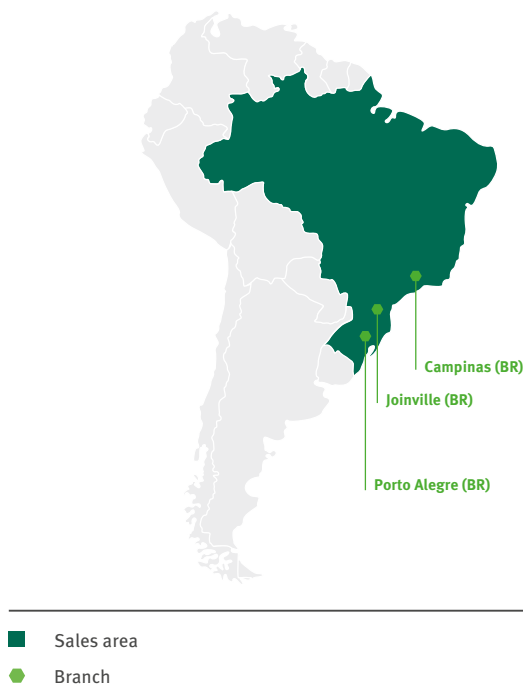 Campinas (BR)
Joinville (BR)
Porto Alegre (BR)
Sales area
Branch